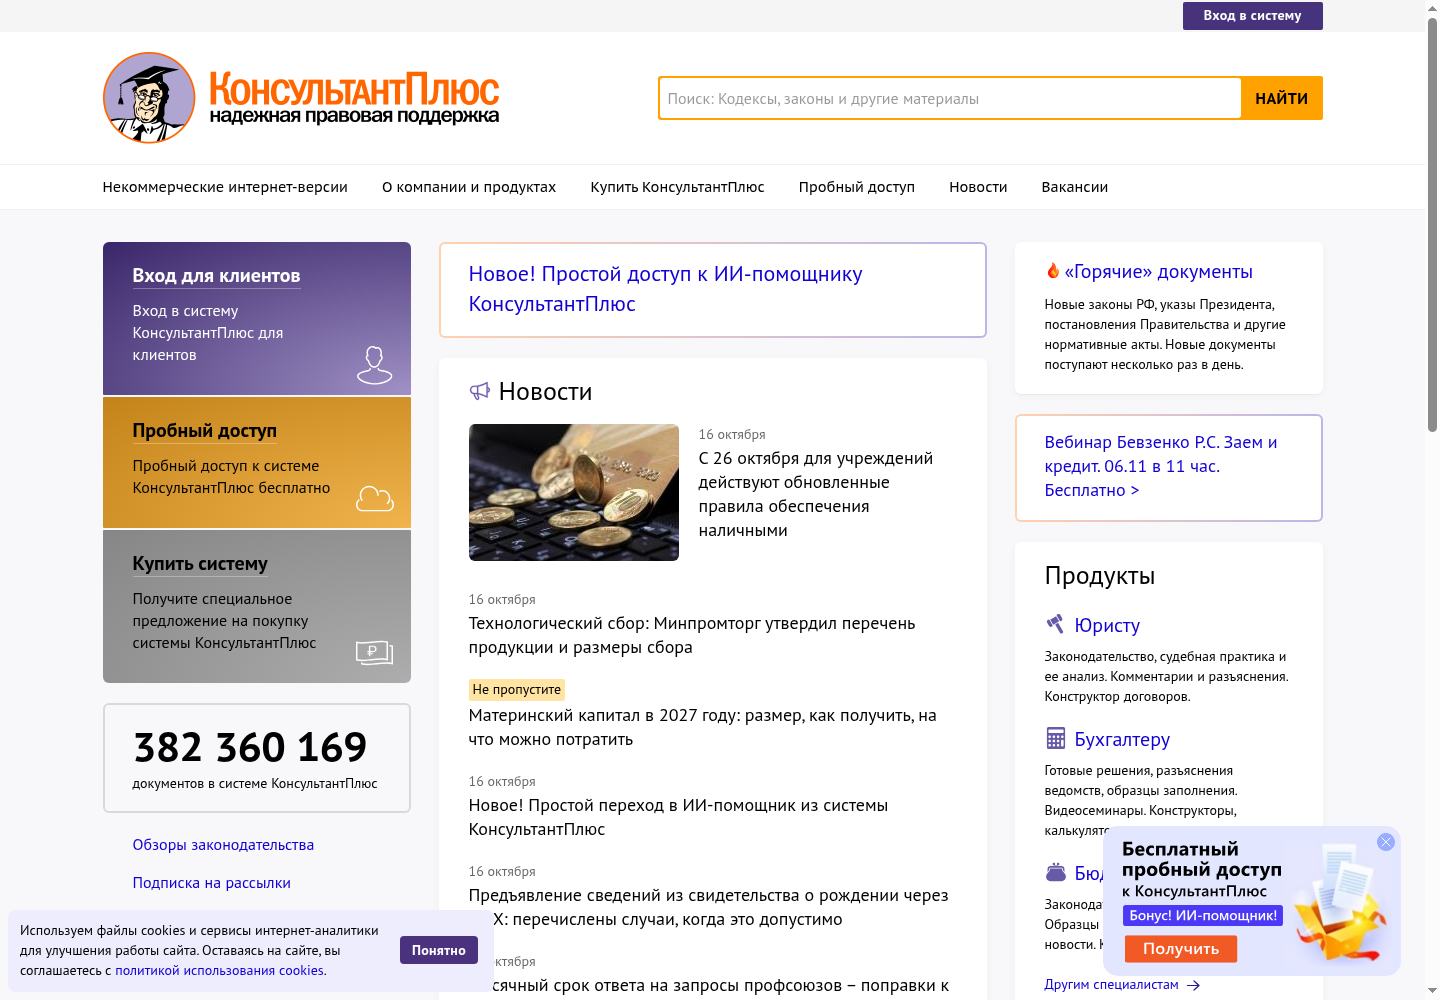 Вход в систему
КонсультантПлюс
надежная правовая поддержка
Поиск: Кодексы, законы и другие материалы
НАЙТИ
Некоммерческие интернет-версии
О компании и продуктах
Купить КонсультантПлюс
Пробный доступ
Новости
Вакансии
Вход для клиентов
Вход в систему
КонсультантПлюс для
клиентов
Пробный доступ
Пробный доступ к системе
КонсультантПлюс бесплатно
Купить систему
Получите специальное
предложение на покупку
системы КонсультантПлюс
382 360 169
документов в системе КонсультантПлюс
Обзоры законодательства
Подписка на рассылки
Новое! Простой доступ к ИИ-помощнику
КонсультантПлюс
Новости
16 октября
С 26 октября для учреждений
действуют обновленные
правила обеспечения
наличными
16 октября
Технологический сбор: Минпромторг утвердил перечень
продукции и размеры сбора
Не пропустите
Материнский капитал в 2027 году: размер, как получить, на
что можно потратить
16 октября
Новое! Простой переход в ИИ-помощник из системы
КонсультантПлюс
16 октября
Предъявление сведений из свидетельства о рождении через
Х: перечислены случаи, когда это допустимо
срок ответа на запросы профсоюзов – поправки к
«Горячие» документы
Новые законы РФ, указы Президента,
постановления Правительства и другие
нормативные акты. Новые документы
поступают несколько раз в день.
Вебинар Бевзенко Р.С. Заем и
кредит. 06.11 в 11 час.
Бесплатно >
Продукты
Юристу
Законодательство, судебная практика и
ее анализ. Комментарии и разъяснения.
Конструктор договоров.
Бухгалтеру
Готовые решения, разъяснения
ведомств, образцы заполнения.
Видеосеминары. Конструкторы,
Образцы
новости.
Другим специалистам →
Бесплатный
пробный доступ
к КонсультантПлюс
Бонус! ИИ-помощник!
Получить
Используем файлы cookies и сервисы интернет-аналитики
для улучшения работы сайта. Оставаясь на сайте, вы
соглашаетесь с политикой использования cookies.
Понятно